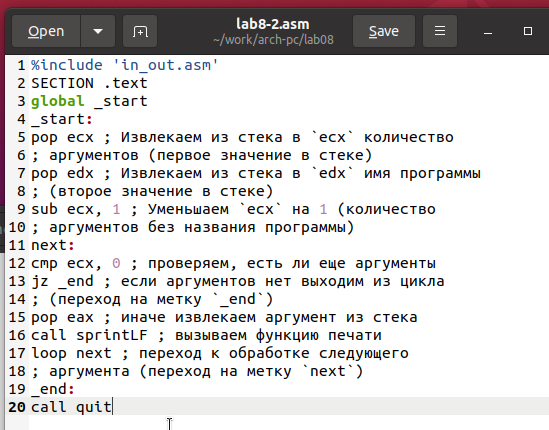 Open
lab8-2.asm
~/work/arch-pc/lab08
Save
1 %include 'in_out.asm'
2 SECTION .text
3 global _start
4 _start:
5 pop ecx ; Извлекаем из стека в `ecx` количество
6 ; аргументов (первое значение в стеке)
7 pop edx ; Извлекаем из стека в `edx` имя программы
8 ; (второе значение в стеке)
9 sub ecx, 1 ; Уменьшаем `ecx` на 1 (количество
10 ; аргументов без названия программы)
11 next:
12 cmp ecx, 0 ; проверяем, есть ли еще аргументы
13 jz _end ; если аргументов нет выходим из цикла
14 ; (переход на метку `_end`)
15 pop eax ; иначе извлекаем аргумент из стека
16 call sprintLF ; вызываем функцию печати
17 loop next ; переход к обработке следующего
18 ; аргумента (переход на метку `next`)
19 _end:
20 call quit